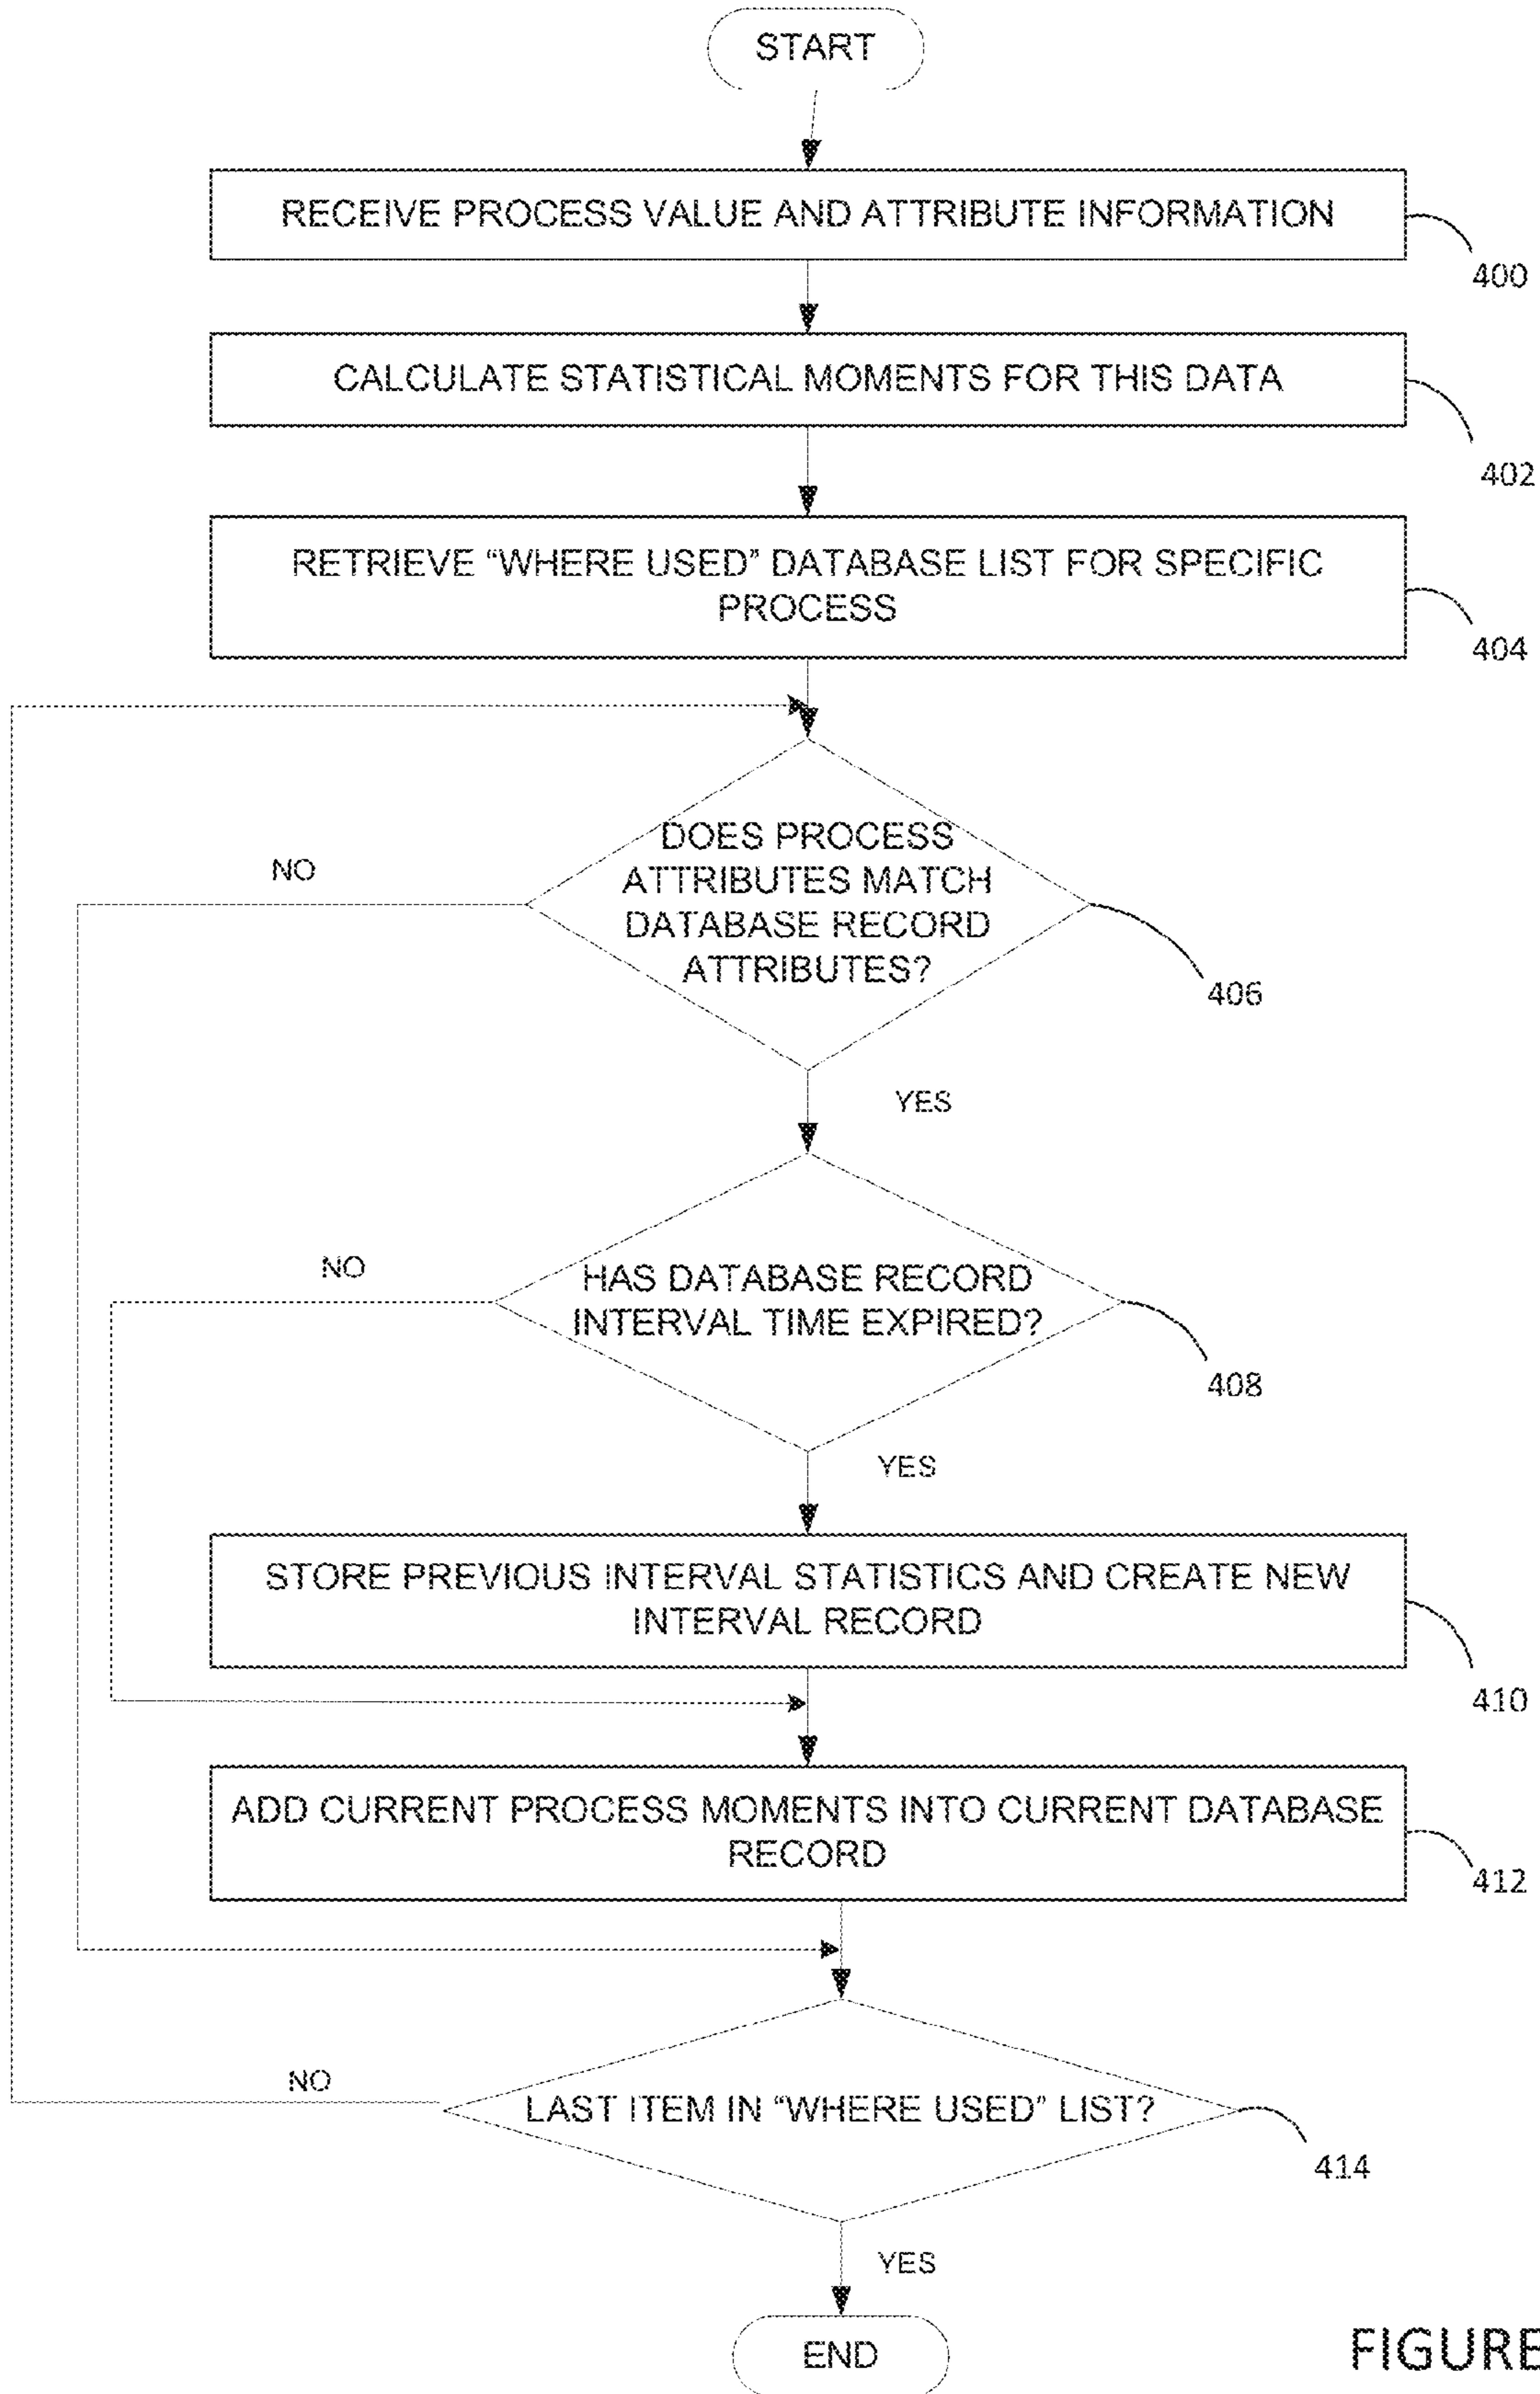 START
RECEIVE PROCESS VALUE AND ATTRIBUTE INFORMATION
400
CALCULATE STATISTICAL MOMENTS FOR THIS DATA
402
RETRIEVE “WHERE USED” DATABASE LIST FOR SPECIFIC
PROCESS
404
DOES PROCESS
ATTRIBUTES MATCH
DATABASE RECORD
ATTRIBUTES?
NO
406
YES
HAS DATABASE RECORD
INTERVAL TIME EXPIRED?
NO
408
YES
STORE PREVIOUS INTERVAL STATISTICS AND CREATE NEW
INTERVAL RECORD
410
ADD CURRENT PROCESS MOMENTS INTO CURRENT DATABASE
RECORD
412
NO
LAST ITEM IN “WHERE USED” LIST?
414
YES
END
FIGURE